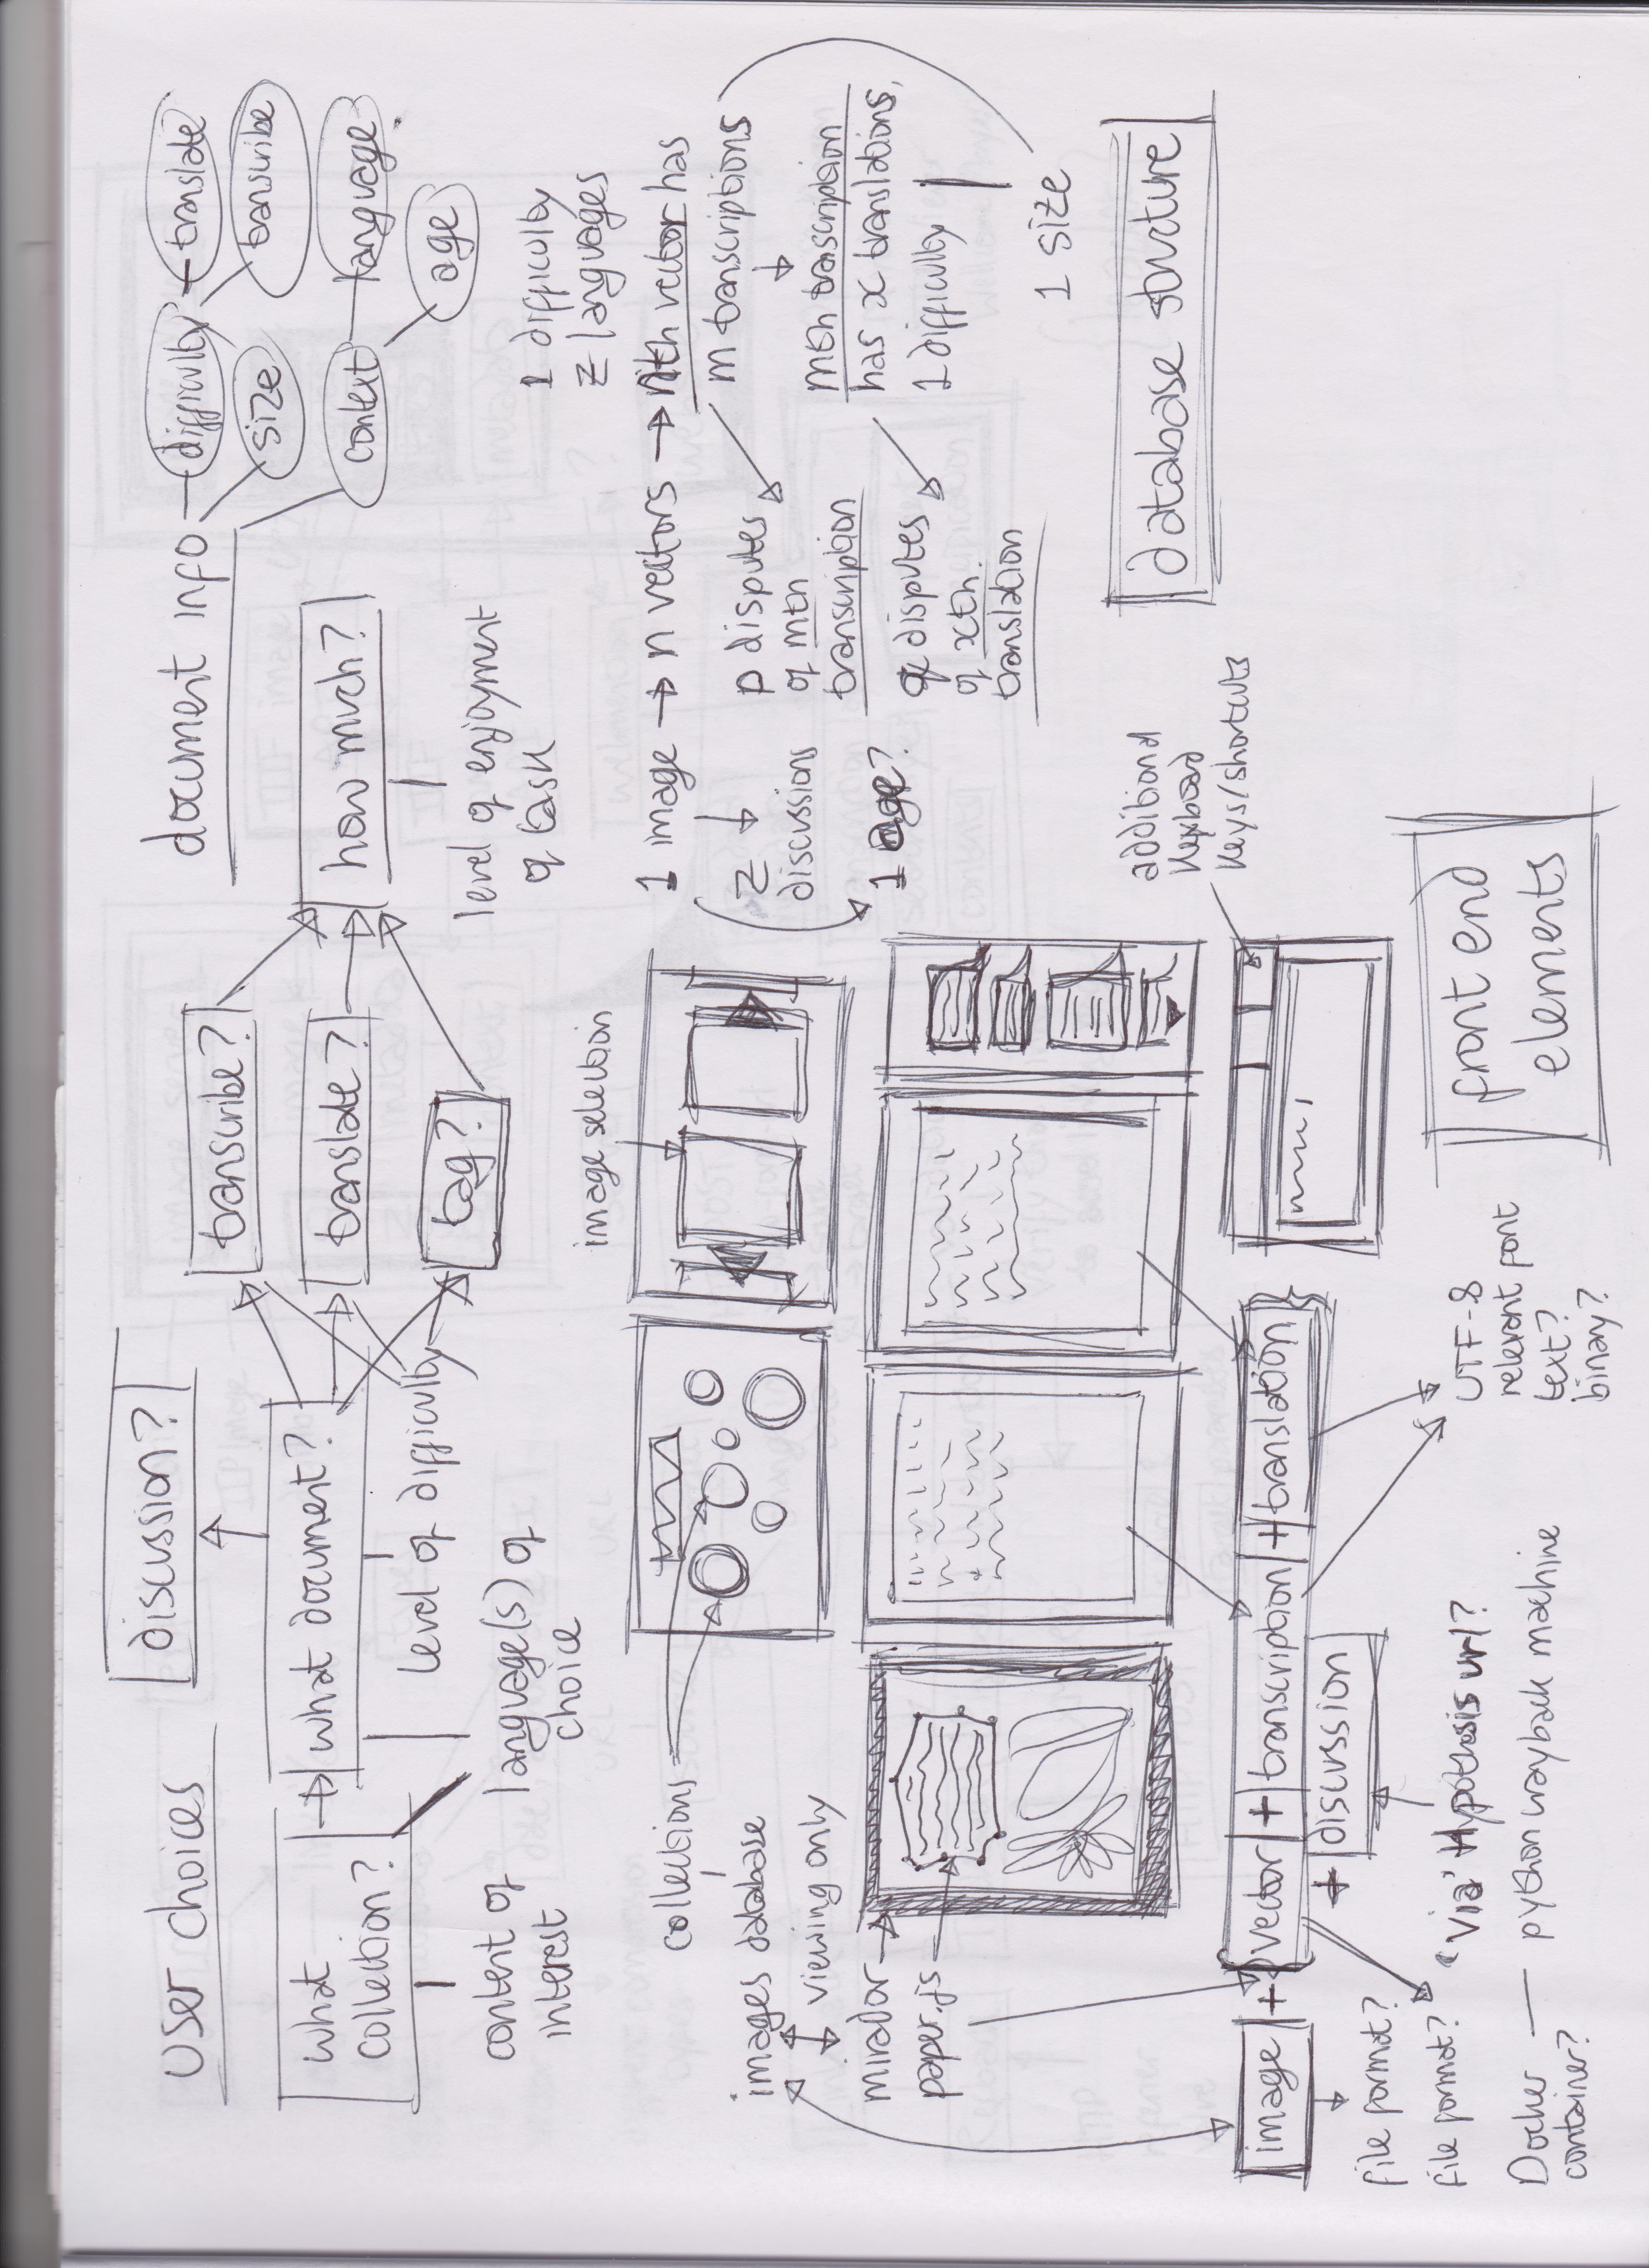 User choices
discussion?
what
collection?
what document?
content of
interest
level of difficulty
language(s) of
choice
transcribe?
translate?
tag?
how much?
level of enjoyment
of task
document info
difficulty
size
context
translate
transcribe
language
age
1 image → n vectors → nth vector has
m transcriptions
1 difficulty
z languages
z
discussions
1 age?
p disputes
of mth
transcription
mth transcription
has x translations,
1 difficulty
q disputes
of xth
translation
1 size
database structure
collections
images database
viewing only
image selection
mirador
paper.js
additional
keyboard
keys/shortcuts
image + vector + transcription + translation
+ discussion
file format?
file format?
'via' Hypothesis url?
UTF-8
relevant font
text?
binary?
Docker — python wayback machine
container?
front end
elements